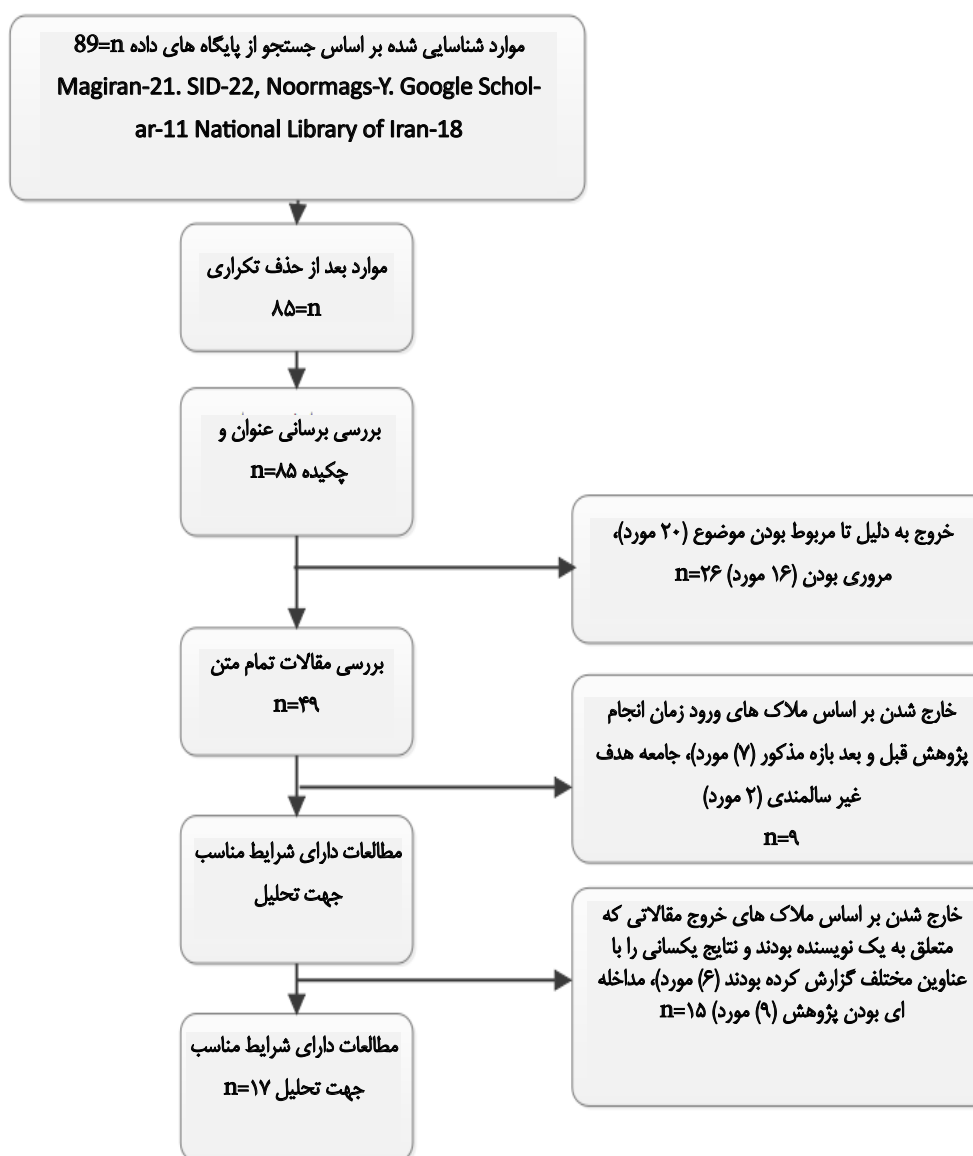 موارد شناسایی شده بر اساس جستجو از پایگاه های داده 89=n
Magiran-21. SID-22, Noormags-Y. Google Schol-
ar-11 National Library of Iran-18
موارد بعد از حذف تکراری
۸۵=n
بررسی برسانی عنوان و
چکیده n=۸۵
خروج به دلیل تا مربوط بودن موضوع (۲۰ مورد)،
مروری بودن (۱۶ مورد) n=۲۶
بررسی مقالات تمام متن
n=۴۹
خارج شدن بر اساس ملاک های ورود زمان انجام
پژوهش قبل و بعد بازه مذکور (۷) مورد)، جامعه هدف
غیر سالمندی (۲ مورد)
n=۹
مطالعات دارای شرایط مناسب
جهت تحلیل
خارج شدن بر اساس ملاک های خروج مقالاتی که
متعلق به یک نویسنده بودند و نتایج یکسانی را با
عناوین مختلف گزارش کرده بودند (۶) مورد)، مداخله
ای بودن پژوهش (۹) مورد) n=۱۵
مطالعات دارای شرایط مناسب
جهت تحلیل n=۱۷